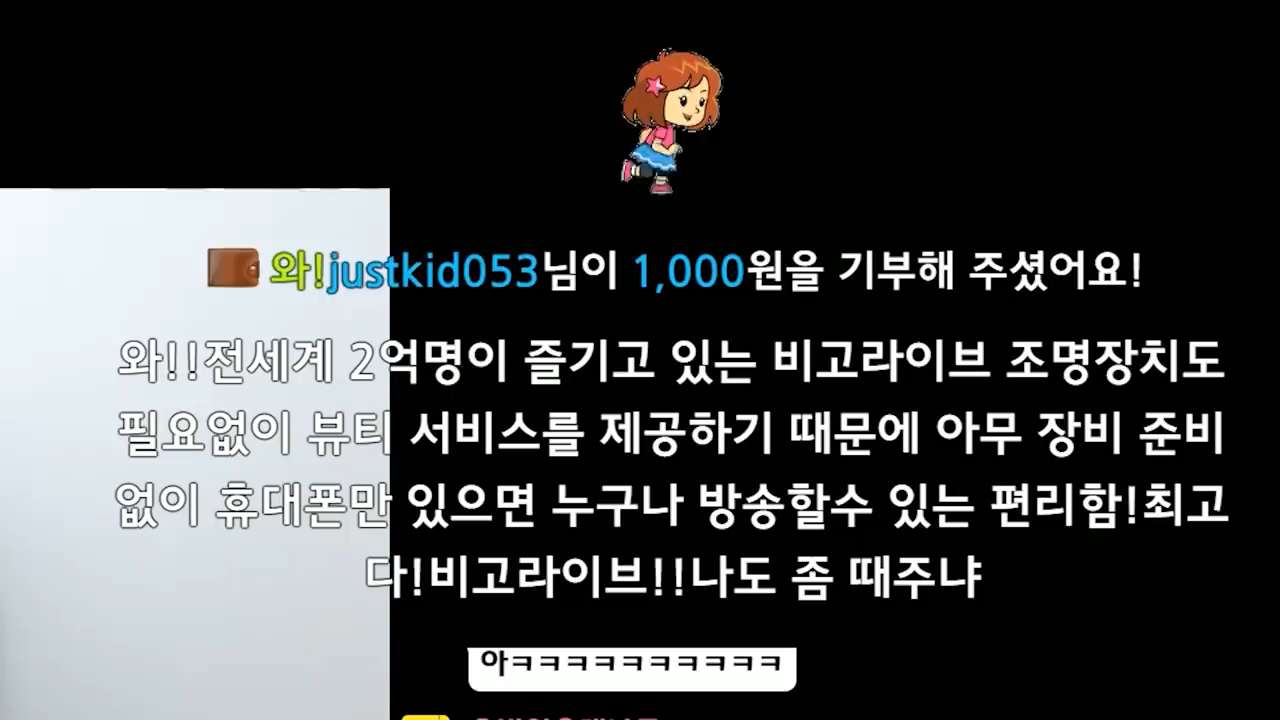 와!justkid053님이 1,000원을 기부해 주셨어요!
와!!전세계 2억명이 즐기고 있는 비고라이브 조명장치도
필요없이 뷰티 서비스를 제공하기 때문에 아무 장비 준비
없이 휴대폰만 있으면 누구나 방송할수 있는 편리함!최고
다!비고라이브!!나도 좀 때주냐
아ㅋㅋㅋㅋㅋㅋㅋㅋㅋㅋ